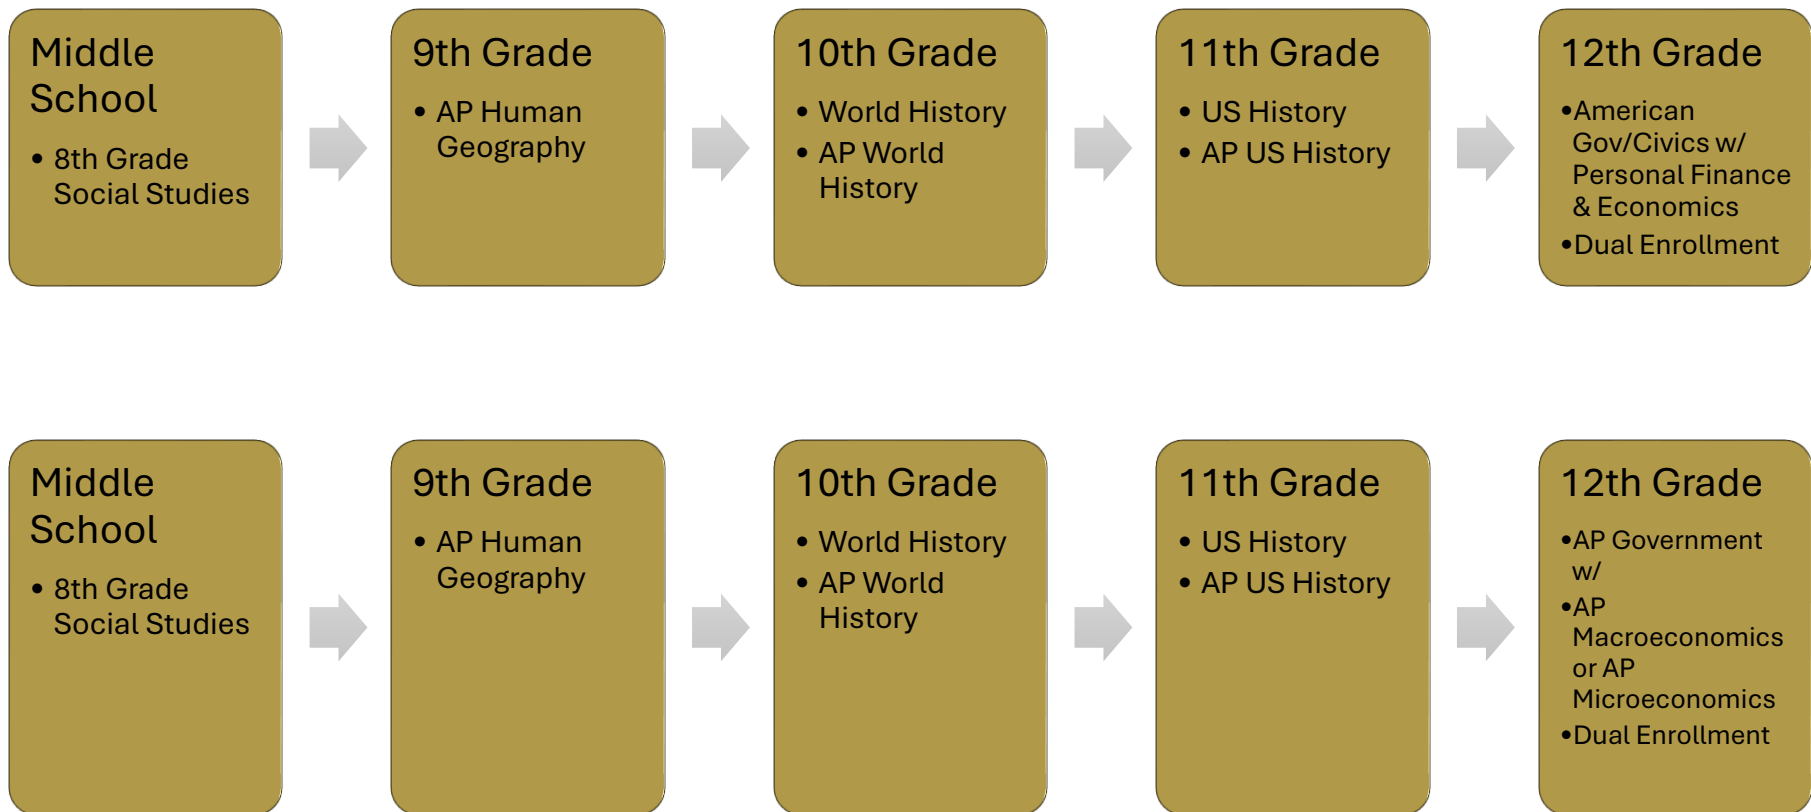 Middle
School
• 8th Grade
Social Studies
9th Grade
• AP Human
Geography
10th Grade
• World History
• AP World
History
11th Grade
• US History
• AP US History
12th Grade
•American
Gov/Civics w/
Personal Finance
& Economics
•Dual Enrollment
Middle
School
• 8th Grade
Social Studies
9th Grade
• AP Human
Geography
10th Grade
• World History
• AP World
History
11th Grade
• US History
• AP US History
12th Grade
•AP Government
w/
•AP
Macroeconomics
or AP
Microeconomics
•Dual Enrollment